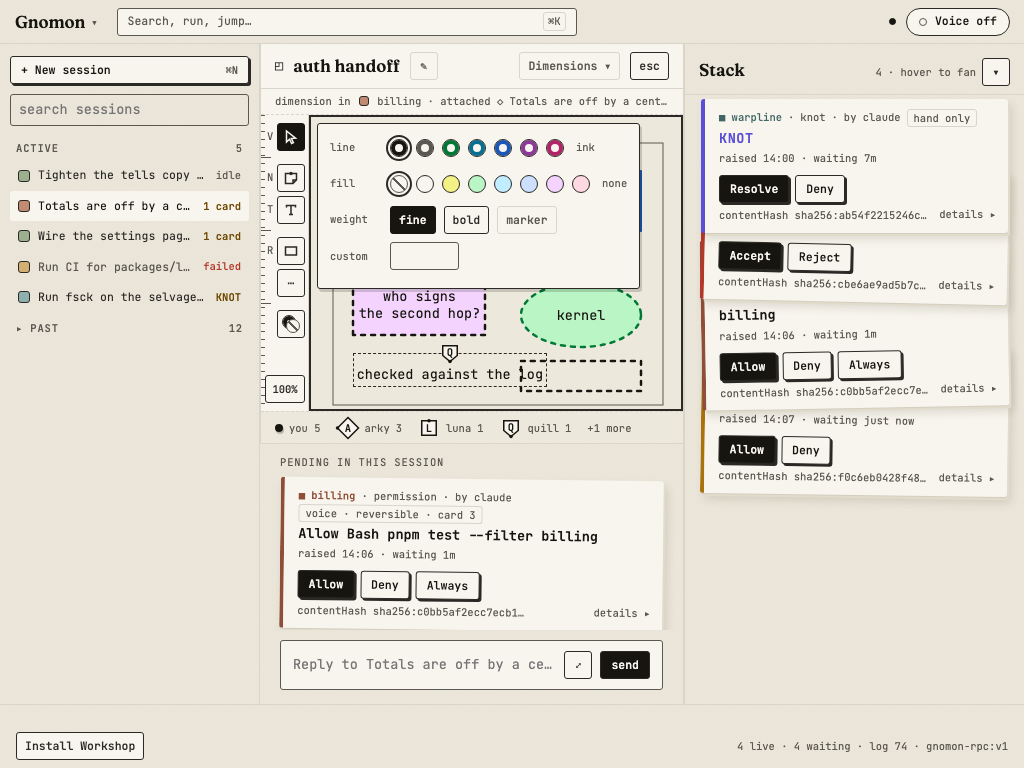 Gnomon ▾
Search, run, jump… ⌘K
Voice off
+ New session ⌘N
search sessions
ACTIVE 5
Tighten the tells copy … idle
Totals are off by a c… 1 card
Wire the settings pag… 1 card
Run CI for packages/l… failed
Run fsck on the selvage… KNOT
▸ PAST 12
auth handoff ✎ Dimensions ▾ esc
dimension in billing · attached ◇ Totals are off by a cent…
V
N
T
R
…
100%
line ink
fill none
weight fine bold marker
custom
who signs
the second hop?
kernel
Q
checked against the log
you 5 A arky 3 L luna 1 Q quill 1 +1 more
PENDING IN THIS SESSION
■ billing · permission · by claude
voice · reversible · card 3
Allow Bash pnpm test --filter billing
raised 14:06 · waiting 1m
Allow Deny Always
contentHash sha256:c0bb5af2ecc7ecb1… details ▸
Reply to Totals are off by a ce… ⤢ send
Stack 4 · hover to fan ▾
■ warpline · knot · by claude hand only
KNOT
raised 14:00 · waiting 7m
Resolve Deny
contentHash sha256:ab54f2215246c… details ▸
Accept Reject
contentHash sha256:cbe6ae9ad5b7c… details ▸
billing
raised 14:06 · waiting 1m
Allow Deny Always
contentHash sha256:c0bb5af2ecc7e… details ▸
raised 14:07 · waiting just now
Allow Deny
contentHash sha256:f0c6eb0428f48… details ▸
Install Workshop
4 live · 4 waiting · log 74 · gnomon-rpc:v1